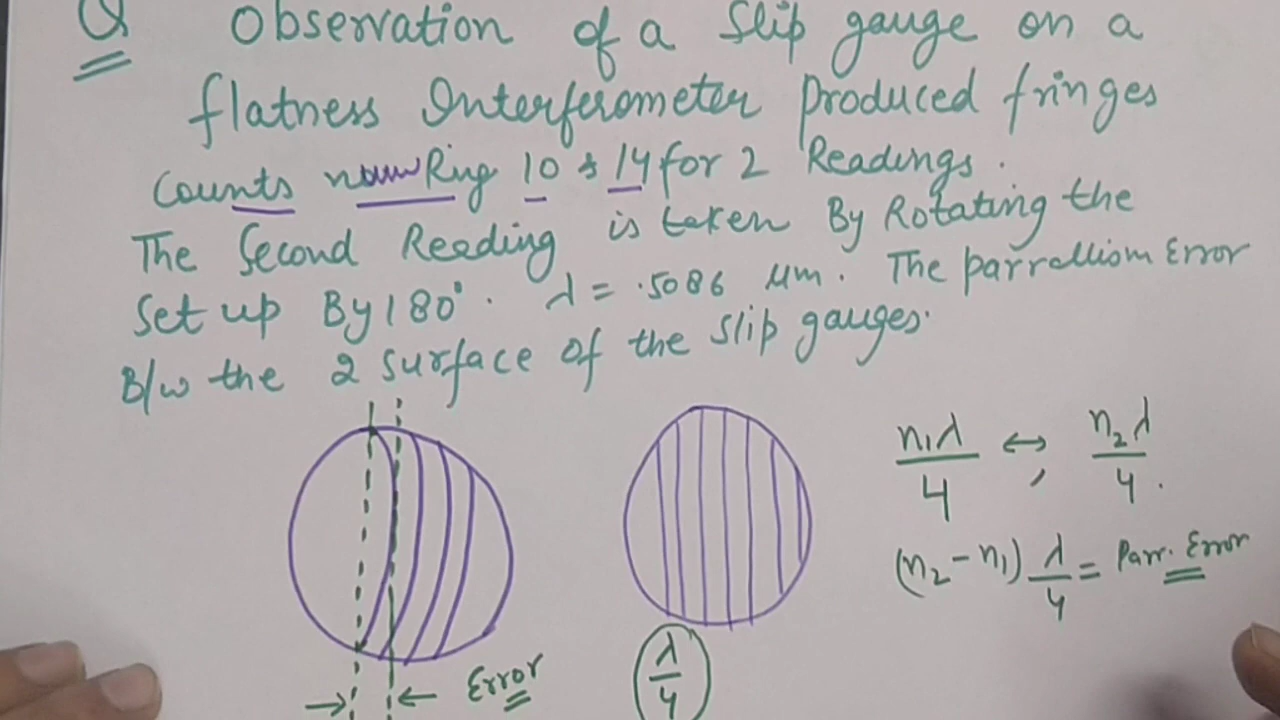 Q Observation of a Slip gauge on a
flatness Interferometer produced fringes
Counts Ring 10 & 14 for 2 Readings.
The Second Reeding is taken By Rotating the
Set up By 180°. λ = .5086 μm. The parrellism Error
B/w the 2 surface of the slip gauges.
n₁λ/4 ↔ , n₂λ/4.
(n₂ - n₁) λ/4 = Parr. Error
→ ← Error
λ/4